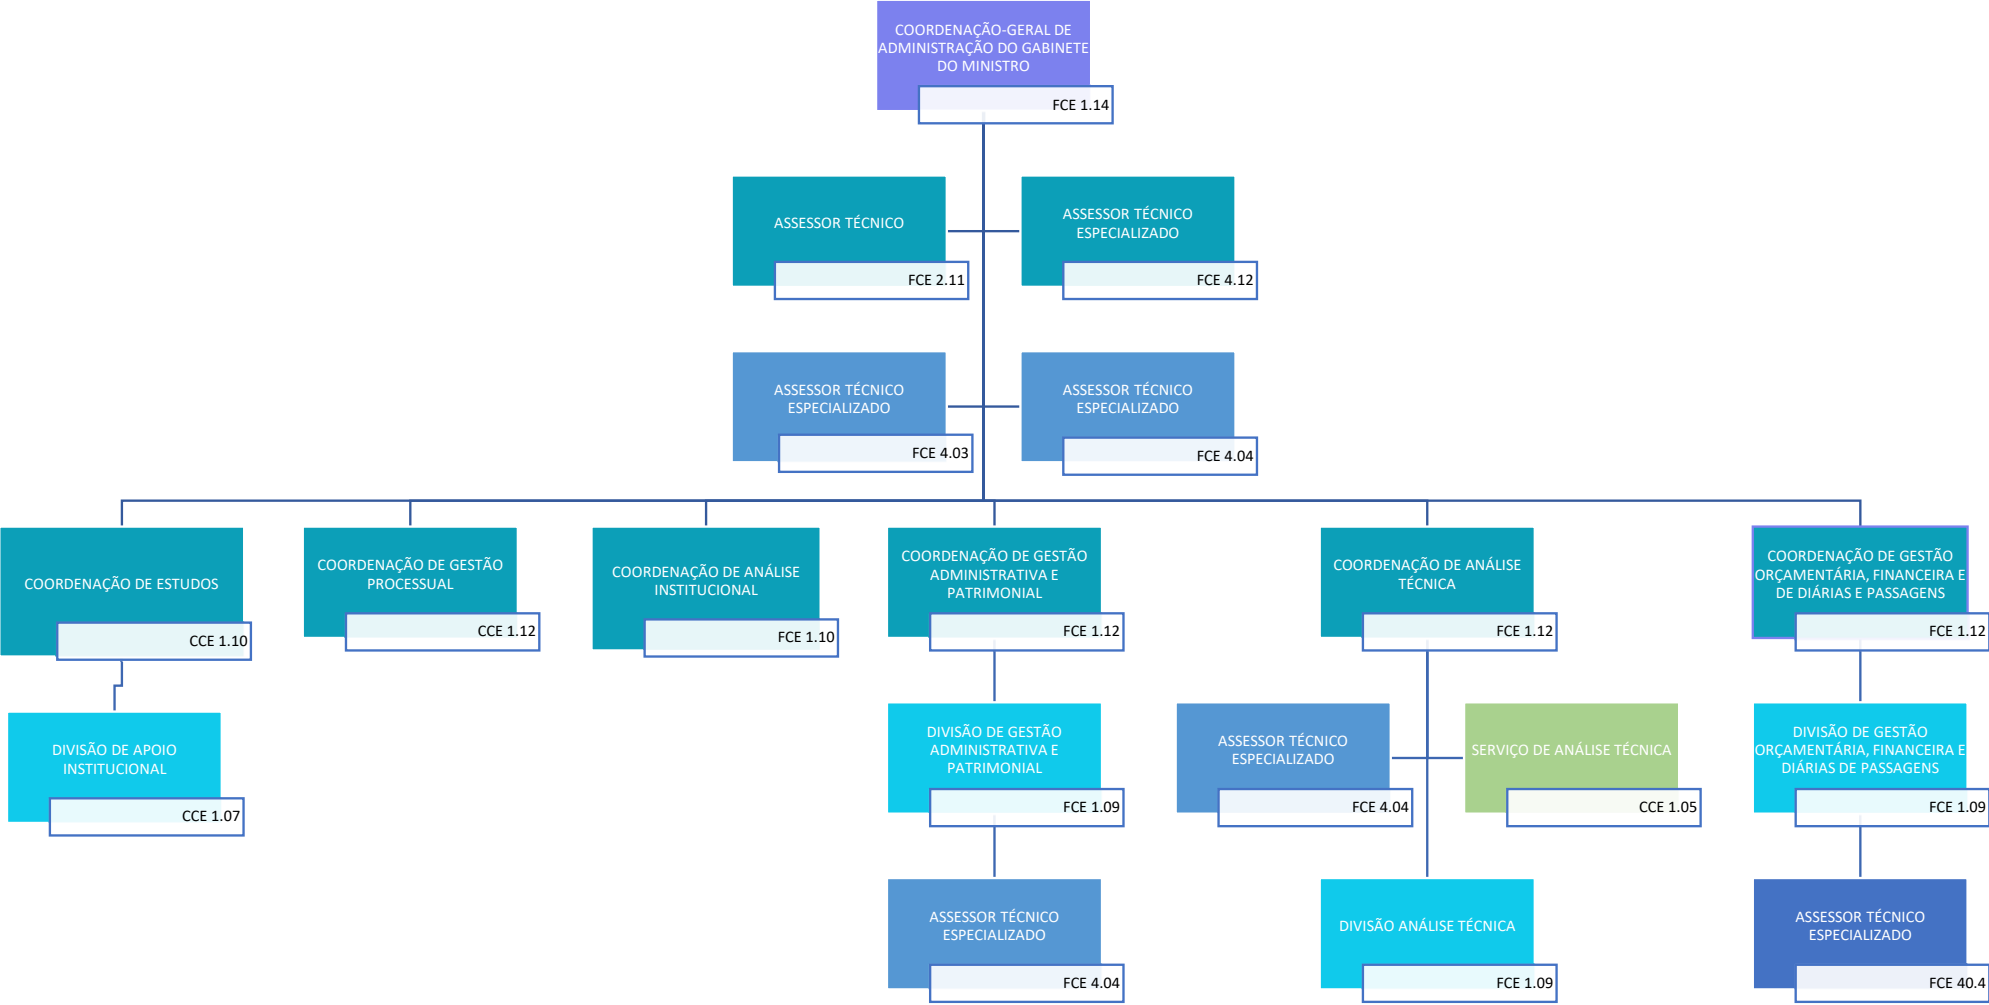 COORDENAÇÃO-GERAL DE
ADMINISTRAÇÃO DO GABINETE
DO MINISTRO
FCE 1.14
ASSESSOR TÉCNICO
FCE 2.11
ASSESSOR TÉCNICO
ESPECIALIZADO
FCE 4.12
ASSESSOR TÉCNICO
ESPECIALIZADO
FCE 4.03
ASSESSOR TÉCNICO
ESPECIALIZADO
FCE 4.04
COORDENAÇÃO DE ESTUDOS
CCE 1.10
COORDENAÇÃO DE GESTÃO
PROCESSUAL
CCE 1.12
COORDENAÇÃO DE ANÁLISE
INSTITUCIONAL
FCE 1.10
COORDENAÇÃO DE GESTÃO
ADMINISTRATIVA E
PATRIMONIAL
FCE 1.12
COORDENAÇÃO DE ANÁLISE
TÉCNICA
FCE 1.12
COORDENAÇÃO DE GESTÃO
ORÇAMENTÁRIA, FINANCEIRA E
DE DIÁRIAS E PASSAGENS
FCE 1.12
DIVISÃO DE APOIO
INSTITUCIONAL
CCE 1.07
DIVISÃO DE GESTÃO
ADMINISTRATIVA E
PATRIMONIAL
FCE 1.09
ASSESSOR TÉCNICO
ESPECIALIZADO
FCE 4.04
SERVIÇO DE ANÁLISE TÉCNICA
CCE 1.05
DIVISÃO DE GESTÃO
ORÇAMENTÁRIA, FINANCEIRA E
DIÁRIAS DE PASSAGENS
FCE 1.09
ASSESSOR TÉCNICO
ESPECIALIZADO
FCE 4.04
DIVISÃO ANÁLISE TÉCNICA
FCE 1.09
ASSESSOR TÉCNICO
ESPECIALIZADO
FCE 40.4